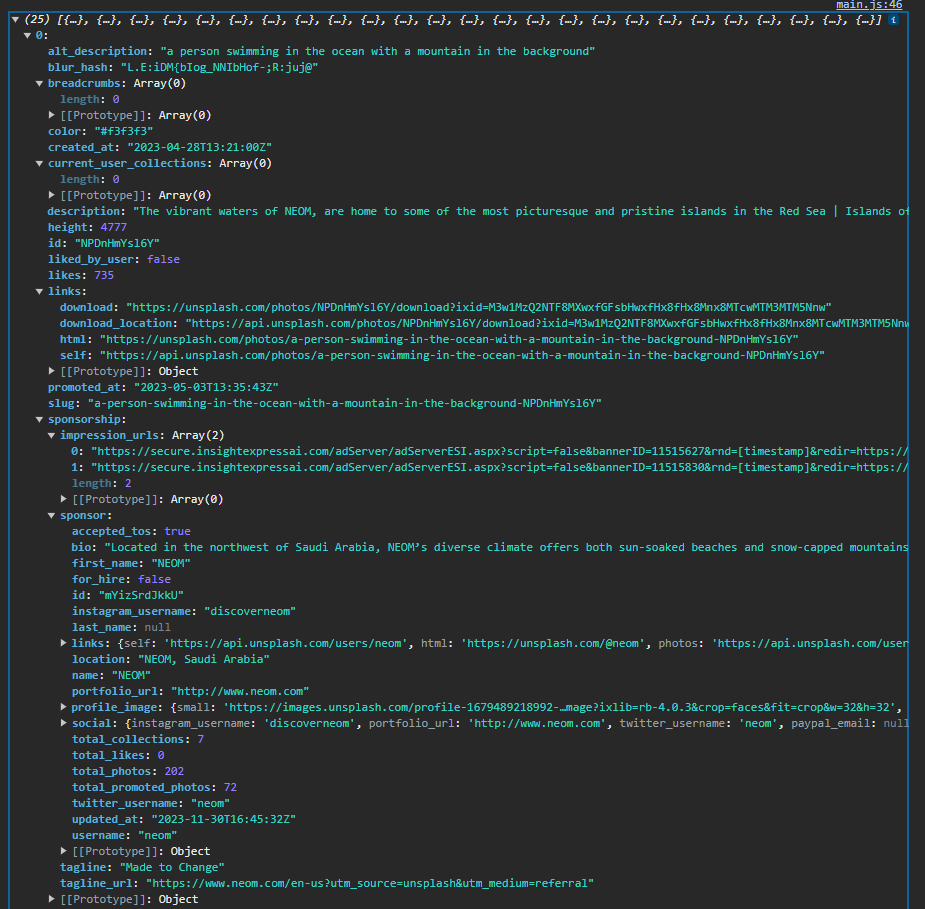 main.js:46
▼ (25) [{…}, {…}, {…}, {…}, {…}, {…}, {…}, {…}, {…}, {…}, {…}, {…}, {…}, {…}, {…}, {…}, {…}, {…}, {…}, {…}, {…}, {…}, {…}, {…}, {…}] i
▼ 0:
alt_description: "a person swimming in the ocean with a mountain in the background"
blur_hash: "L.E:iDM{bIog_NNIbHof-;R:juj@"
▼ breadcrumbs: Array(0)
length: 0
▶ [[Prototype]]: Array(0)
color: "#f3f3f3"
created_at: "2023-04-28T13:21:00Z"
▼ current_user_collections: Array(0)
length: 0
▶ [[Prototype]]: Array(0)
description: "The vibrant waters of NEOM, are home to some of the most picturesque and pristine islands in the Red Sea | Islands of
height: 4777
id: "NPDnHmYsl6Y"
liked_by_user: false
likes: 735
▼ links:
download: "https://unsplash.com/photos/NPDnHmYsl6Y/download?ixid=M3w1MzQ2NTF8MXwxfGFsbHwxfHx8fHx8Mnx8MTcwMTM3MTM5Nnw"
download_location: "https://api.unsplash.com/photos/NPDnHmYsl6Y/download?ixid=M3w1MzQ2NTF8MXwxfGFsbHwxfHx8fHx8Mnx8MTcwMTM3MTM5Nnw
html: "https://unsplash.com/photos/a-person-swimming-in-the-ocean-with-a-mountain-in-the-background-NPDnHmYsl6Y"
self: "https://api.unsplash.com/photos/a-person-swimming-in-the-ocean-with-a-mountain-in-the-background-NPDnHmYsl6Y"
▶ [[Prototype]]: Object
promoted_at: "2023-05-03T13:35:43Z"
slug: "a-person-swimming-in-the-ocean-with-a-mountain-in-the-background-NPDnHmYsl6Y"
▼ sponsorship:
▼ impression_urls: Array(2)
0: "https://secure.insightexpressai.com/adServer/adServerESI.aspx?script=false&bannerID=11515627&rnd=[timestamp]&redir=https://
1: "https://secure.insightexpressai.com/adServer/adServerESI.aspx?script=false&bannerID=11515830&rnd=[timestamp]&redir=https://
length: 2
▶ [[Prototype]]: Array(0)
▼ sponsor:
accepted_tos: true
bio: "Located in the northwest of Saudi Arabia, NEOM’s diverse climate offers both sun-soaked beaches and snow-capped mountains
first_name: "NEOM"
for_hire: false
id: "mYizSrdJkkU"
instagram_username: "discoverneom"
last_name: null
▶ links: {self: 'https://api.unsplash.com/users/neom', html: 'https://unsplash.com/@neom', photos: 'https://api.unsplash.com/user
location: "NEOM, Saudi Arabia"
name: "NEOM"
portfolio_url: "http://www.neom.com"
▶ profile_image: {small: 'https://images.unsplash.com/profile-1679489218992-…mage?ixlib=rb-4.0.3&crop=faces&fit=crop&w=32&h=32',
▶ social: {instagram_username: 'discoverneom', portfolio_url: 'http://www.neom.com', twitter_username: 'neom', paypal_email: null
total_collections: 7
total_likes: 0
total_photos: 202
total_promoted_photos: 72
twitter_username: "neom"
updated_at: "2023-11-30T16:45:32Z"
username: "neom"
▶ [[Prototype]]: Object
tagline: "Made to Change"
tagline_url: "https://www.neom.com/en-us?utm_source=unsplash&utm_medium=referral"
▶ [[Prototype]]: Object